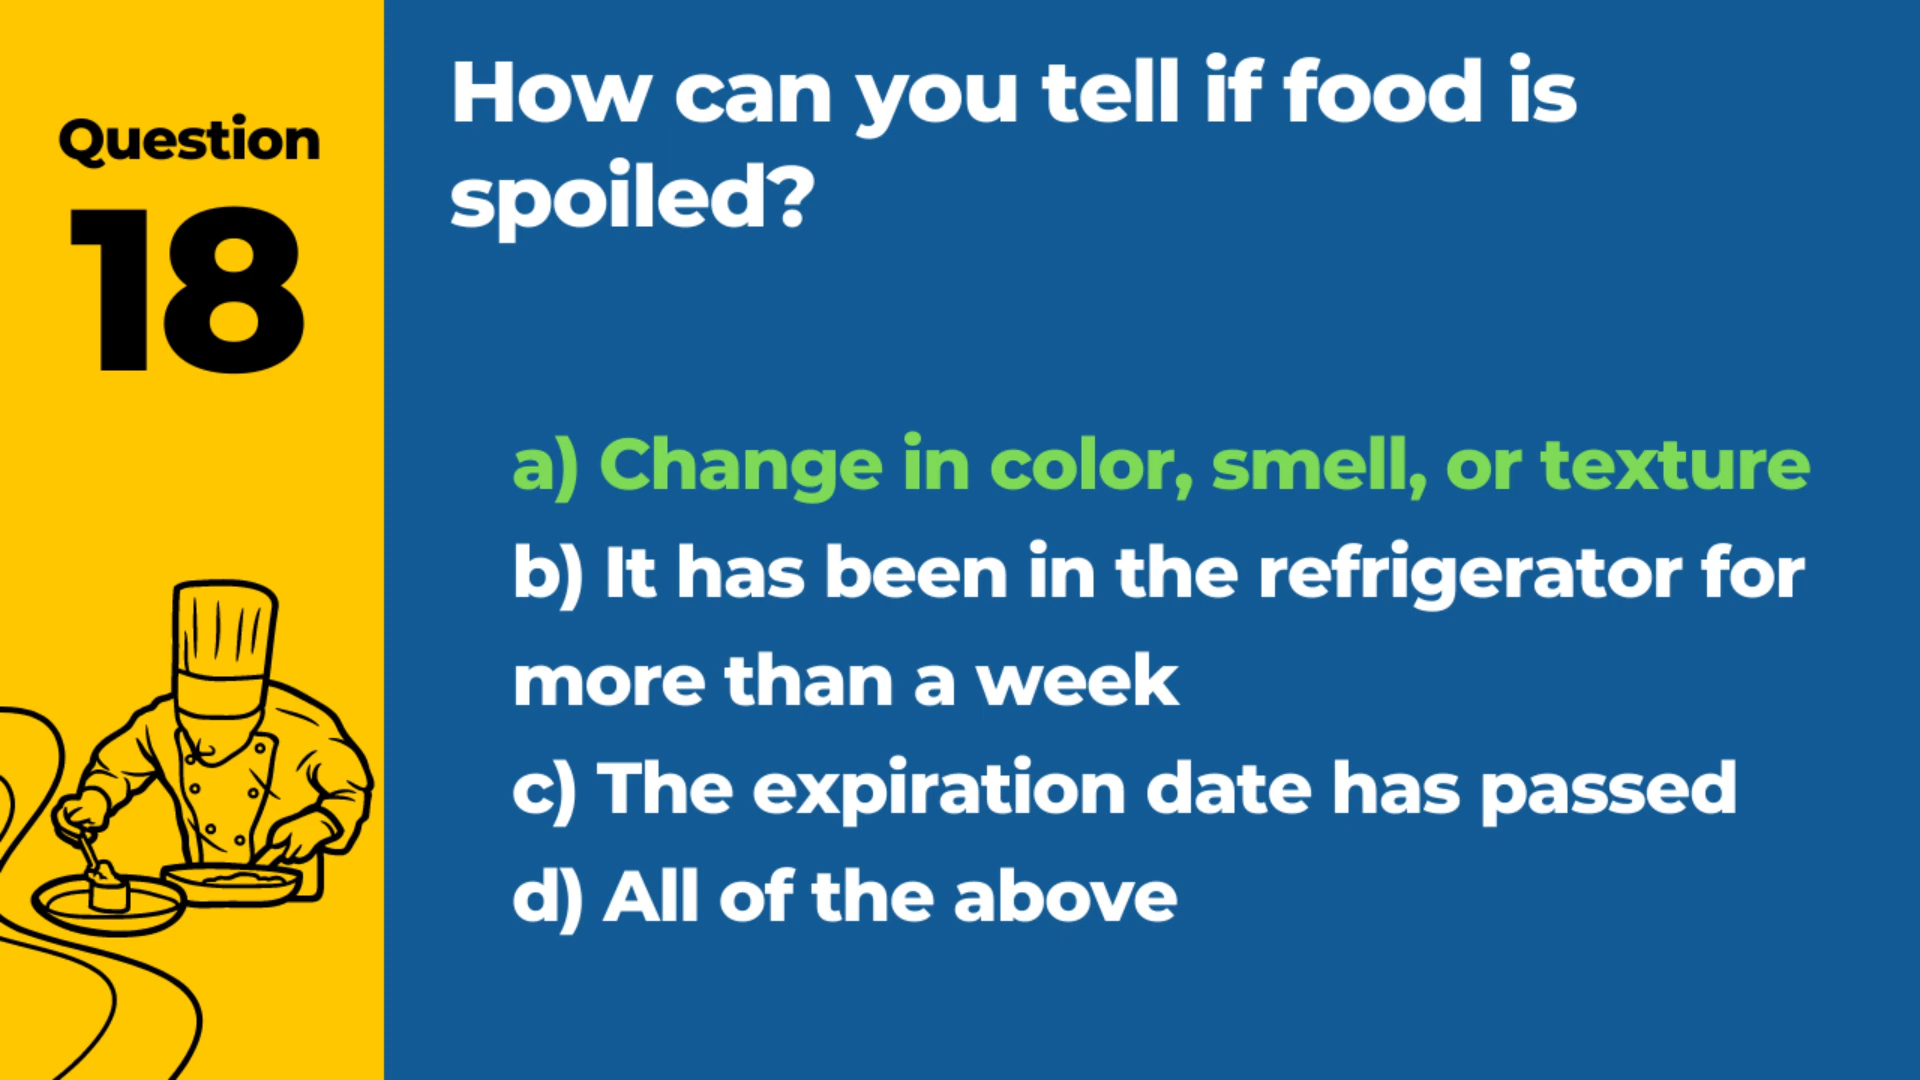 Question
18
How can you tell if food is
spoiled?
a) Change in color, smell, or texture
b) It has been in the refrigerator for
more than a week
c) The expiration date has passed
d) All of the above